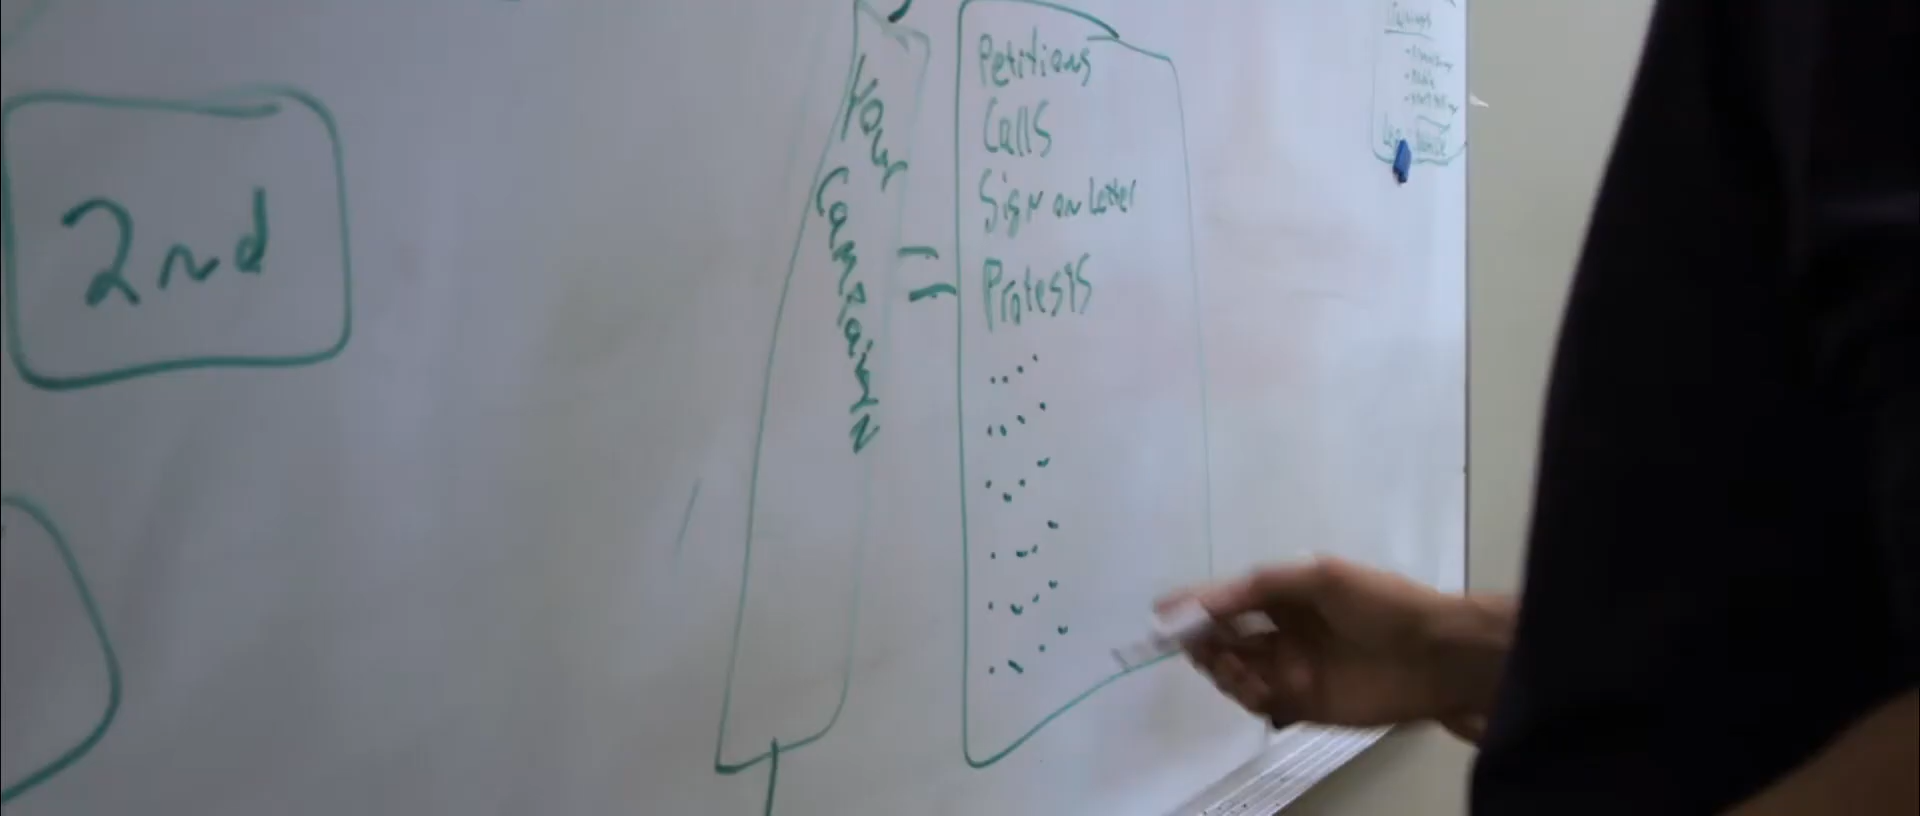 2nd
Your
Campaign
=
Petitions
Calls
Sign on Letter
Protests
....
....
....
....
....
....